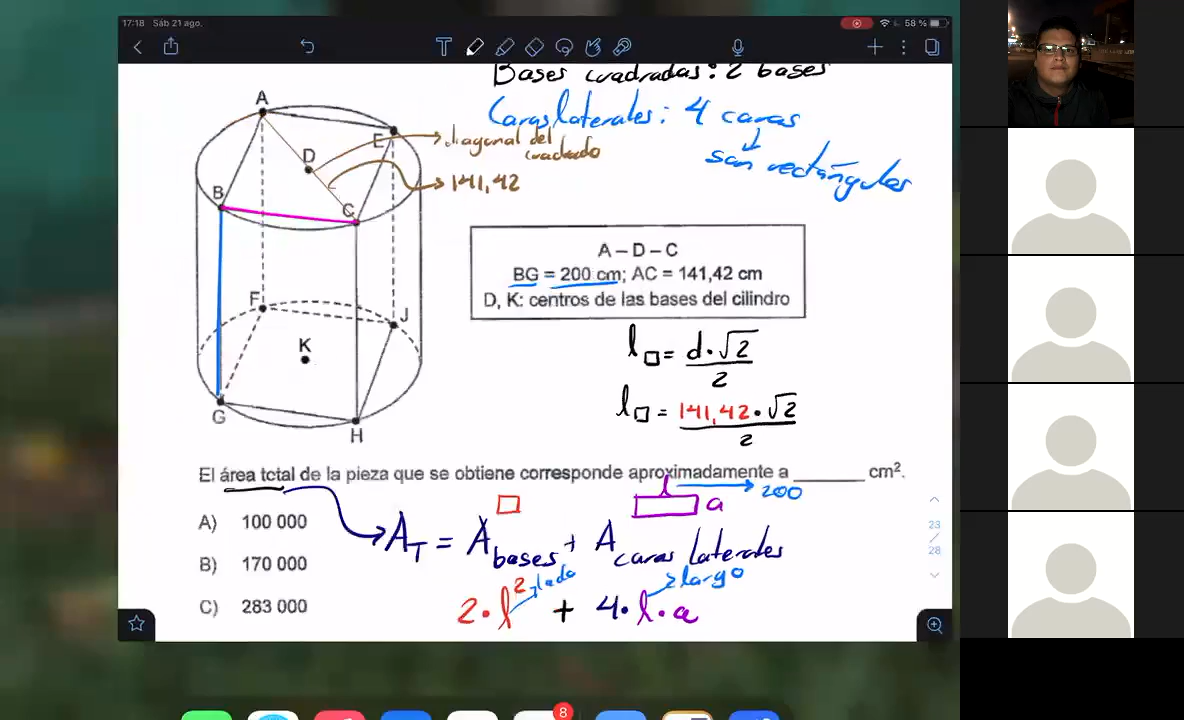 17:18 Sáb 21 ago.
58 %
Bases cuadradas: 2 bases
Caras laterales: 4 caras
son rectángulos
diagonal del
cuadrado
141,42
A
E
D
B
C
F
J
K
G
H
A – D – C
BG = 200 cm; AC = 141,42 cm
D, K: centros de las bases del cilindro
l□ = d·√2
2
l□ = 141,42·√2
2
El área total de la pieza que se obtiene corresponde aproximadamente a ______ cm².
l
200
a
A) 100 000
B) 170 000
C) 283 000
A_T = A bases + A caras laterales
lado
largo
2·l² + 4·l·a
23
28
T
8